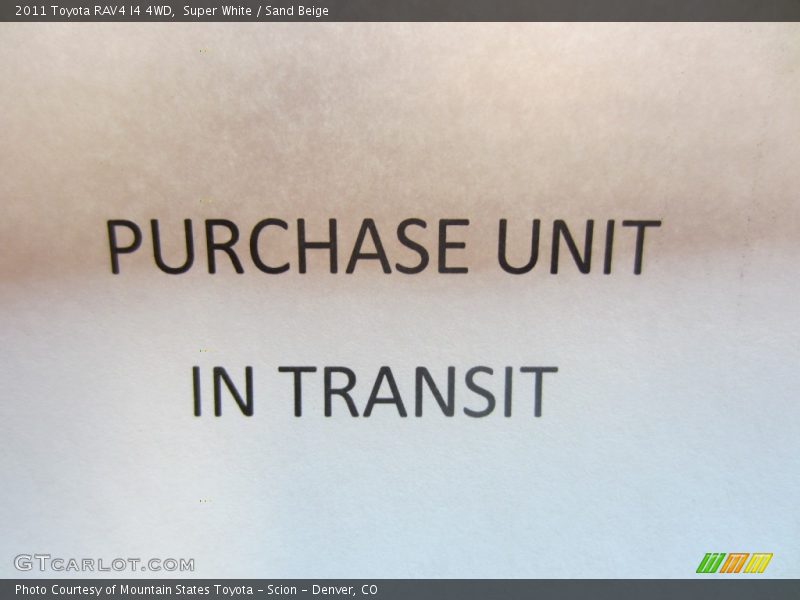 2011 Toyota RAV4 I4 4WD, Super White / Sand Beige
PURCHASE UNIT
IN TRANSIT
GTCARLOT.COM
Photo Courtesy of Mountain States Toyota – Scion – Denver, CO